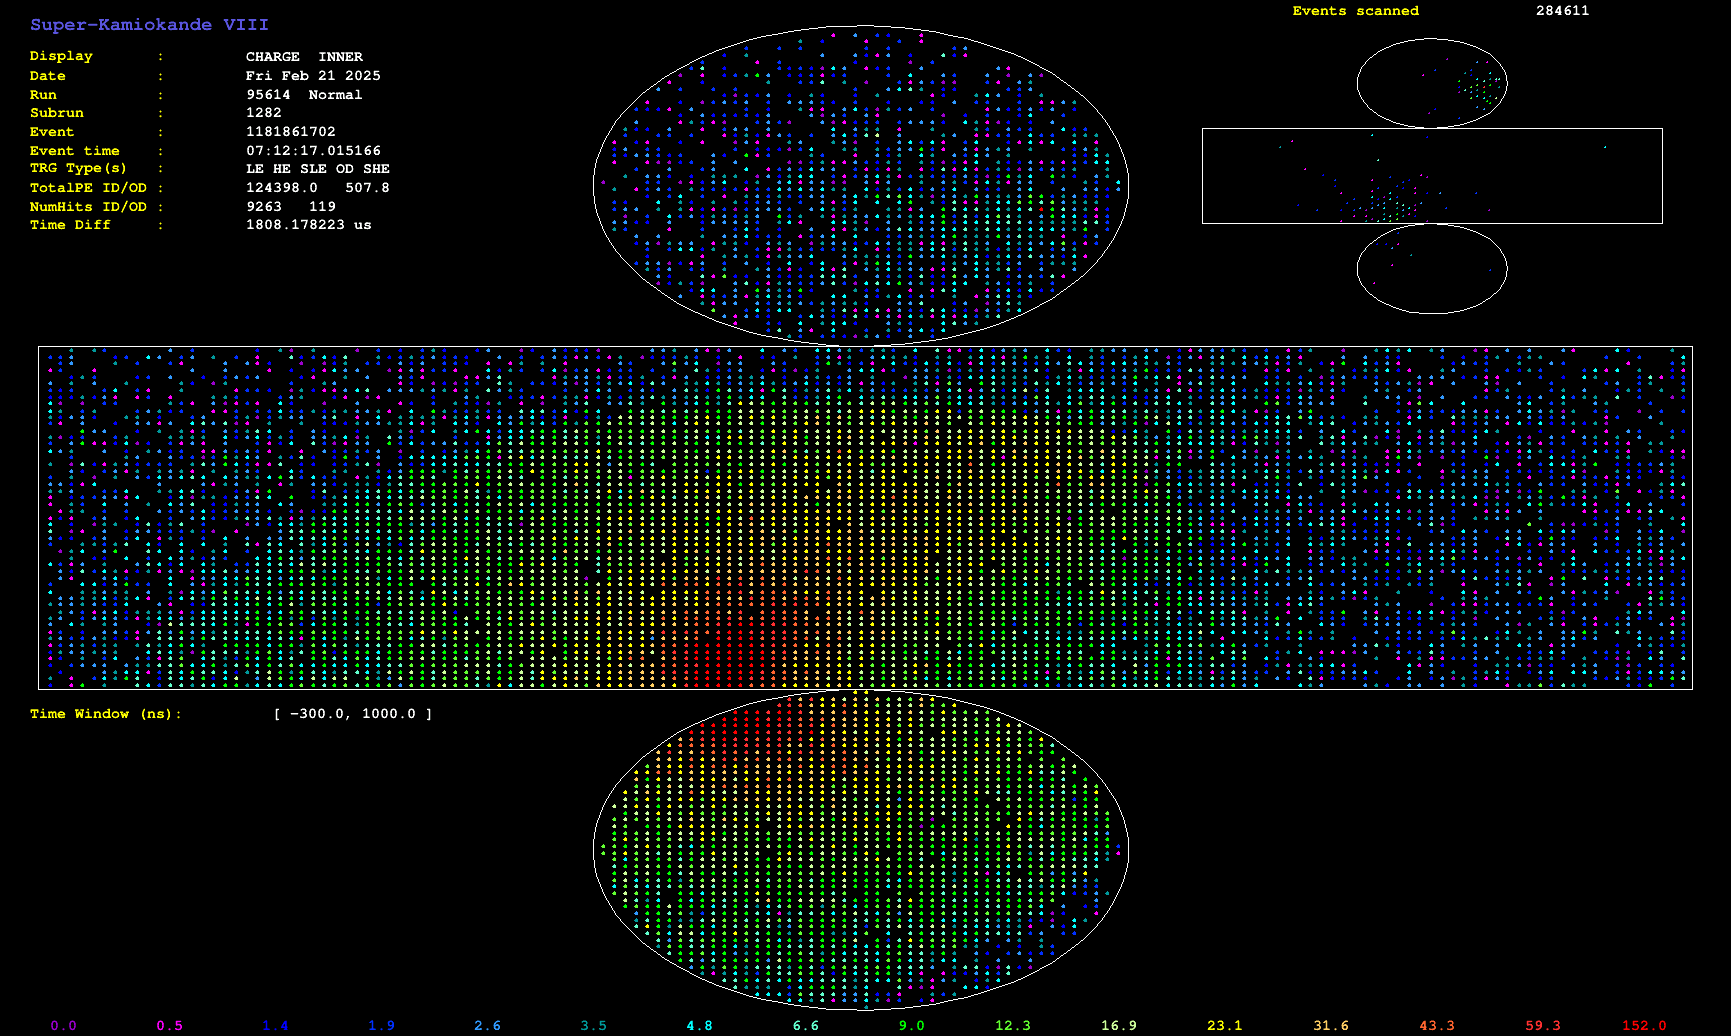 Super-Kamiokande VIII
Display : CHARGE INNER
Date : Fri Feb 21 2025
Run : 95614 Normal
Subrun : 1282
Event : 1181861702
Event time : 07:12:17.015166
TRG Type(s) : LE HE SLE OD SHE
TotalPE ID/OD : 124398.0 507.8
NumHits ID/OD : 9263 119
Time Diff : 1808.178223 us
Events scanned 284611
Time Window (ns): [ -300.0, 1000.0 ]
0.0 0.5 1.4 1.9 2.6 3.5 4.8 6.6 9.0 12.3 16.9 23.1 31.6 43.3 59.3 152.0